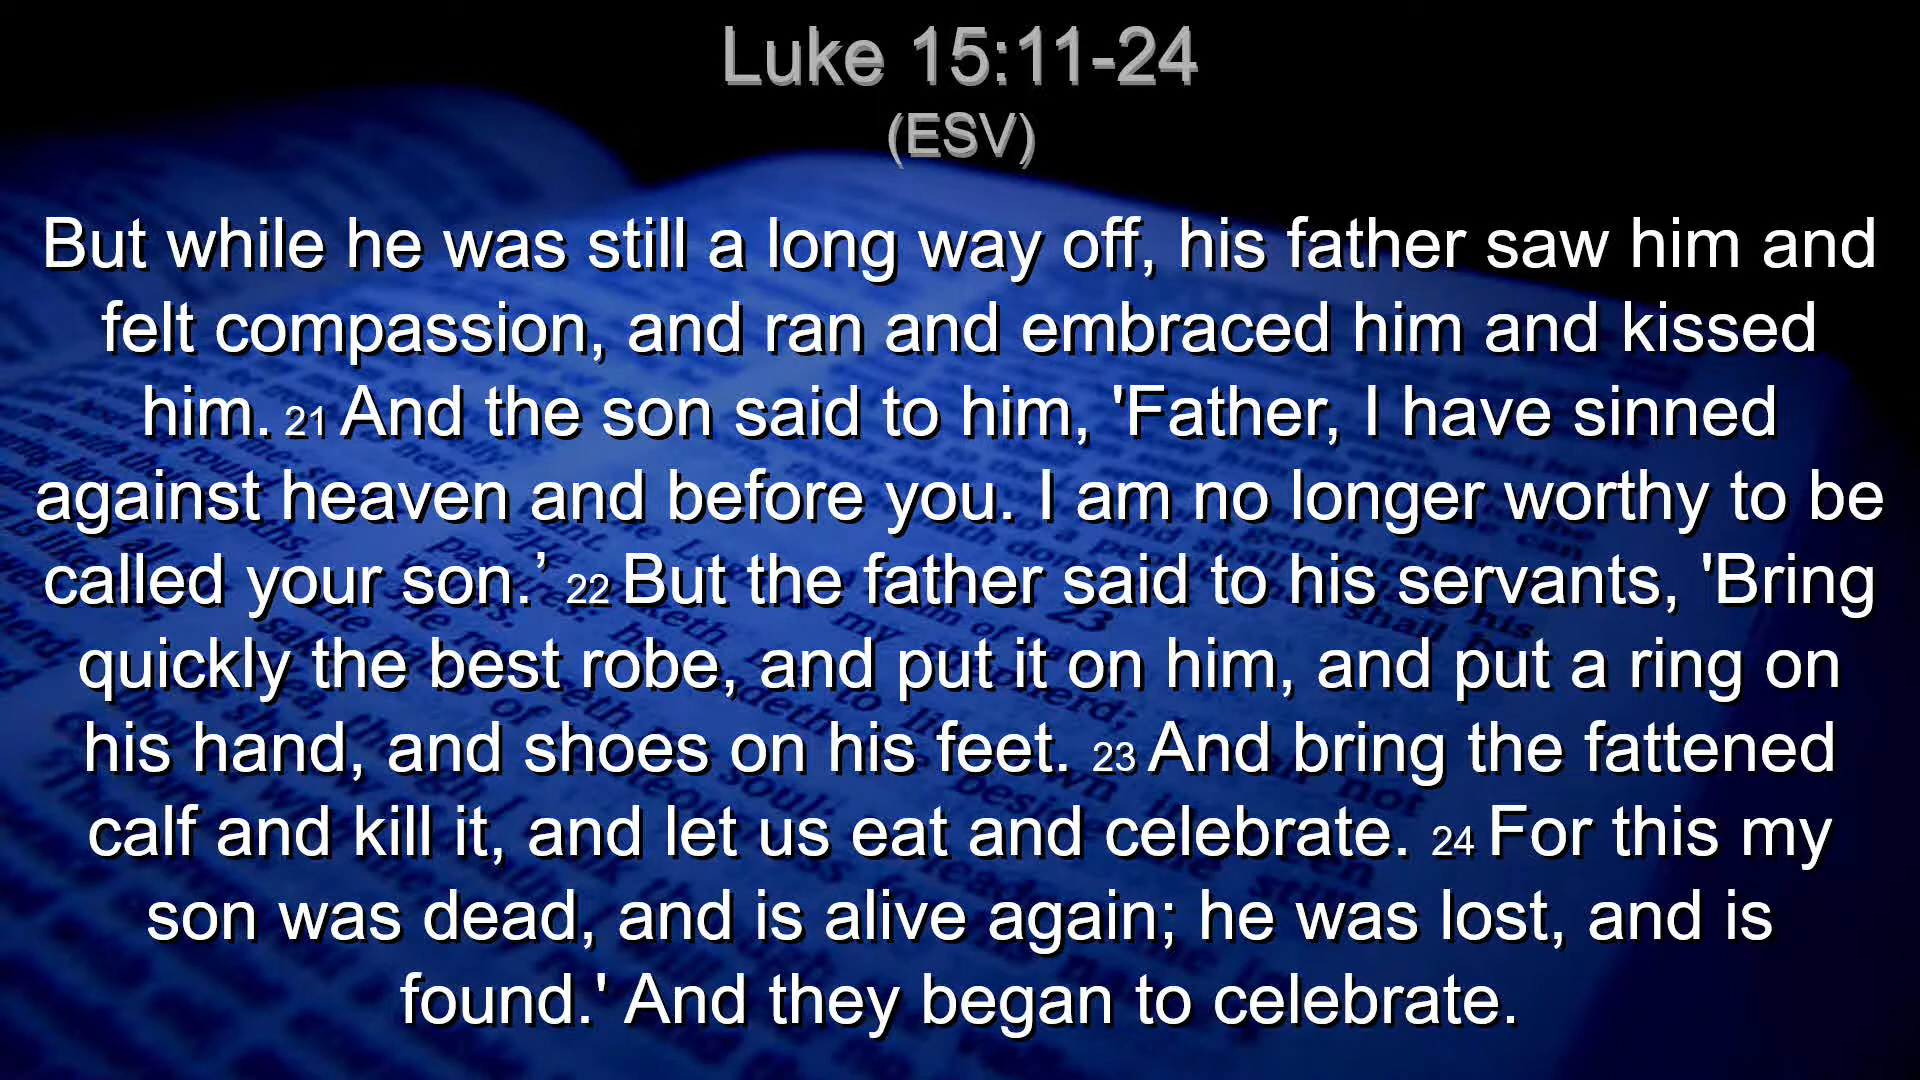 Luke 15:11-24
(ESV)
But while he was still a long way off, his father saw him and
felt compassion, and ran and embraced him and kissed
him. 21 And the son said to him, 'Father, I have sinned
against heaven and before you. I am no longer worthy to be
called your son.’ 22 But the father said to his servants, 'Bring
quickly the best robe, and put it on him, and put a ring on
his hand, and shoes on his feet. 23 And bring the fattened
calf and kill it, and let us eat and celebrate. 24 For this my
son was dead, and is alive again; he was lost, and is
found.' And they began to celebrate.